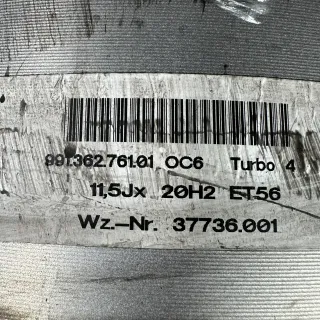 991.362.761.01 OC6 Turbo 4
11,5Jx 20H2 ET56
Wz.-Nr. 37736.001